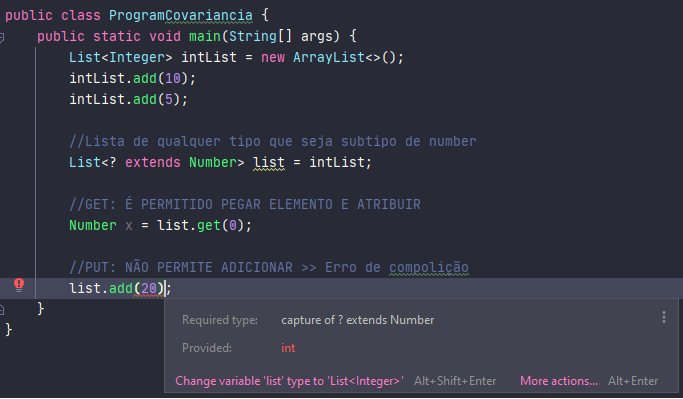 public class ProgramCovariancia {
public static void main(String[] args) {
List<Integer> intList = new ArrayList<>();
intList.add(10);
intList.add(5);
//Lista de qualquer tipo que seja subtipo de number
List<? extends Number> list = intList;
//GET: É PERMITIDO PEGAR ELEMENTO E ATRIBUIR
Number x = list.get(0);
//PUT: NÃO PERMITE ADICIONAR >> Erro de compolição
list.add(20);
}
}
Required type: capture of ? extends Number
Provided: int
Change variable 'list' type to 'List<Integer>' Alt+Shift+Enter More actions... Alt+Enter